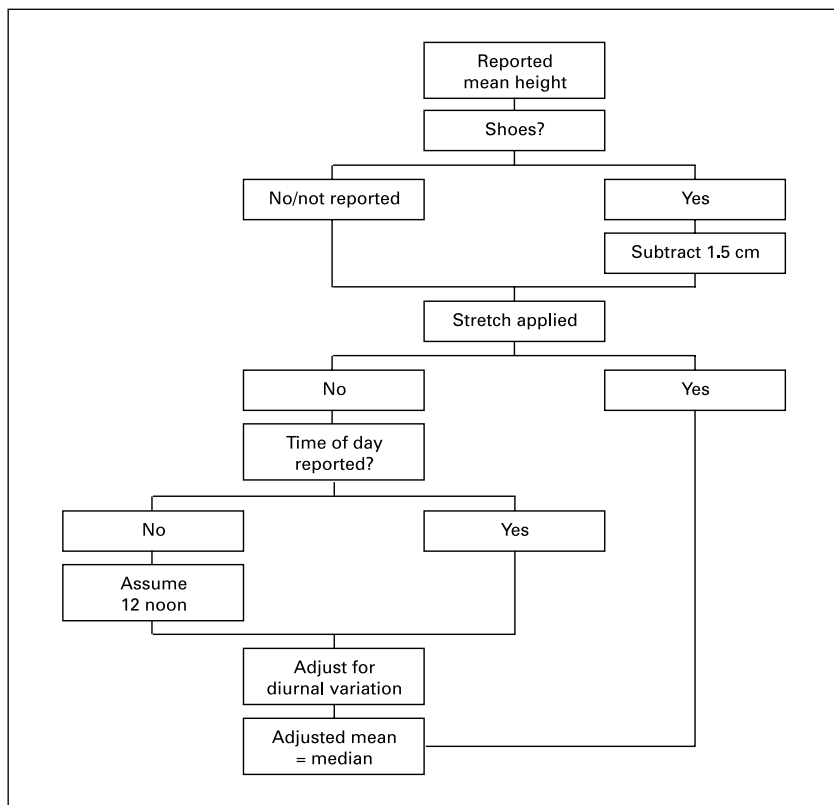 Reported
mean height
Shoes?
No/not reported
Yes
Subtract 1.5 cm
Stretch applied
No
Yes
Time of day
reported?
No
Yes
Assume
12 noon
Adjust for
diurnal variation
Adjusted mean
= median